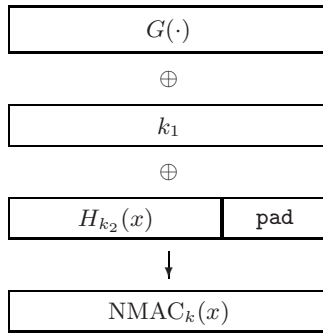 G(·)
⊕
k₁
⊕
H_{k₂}(x) pad
NMAC_k(x)